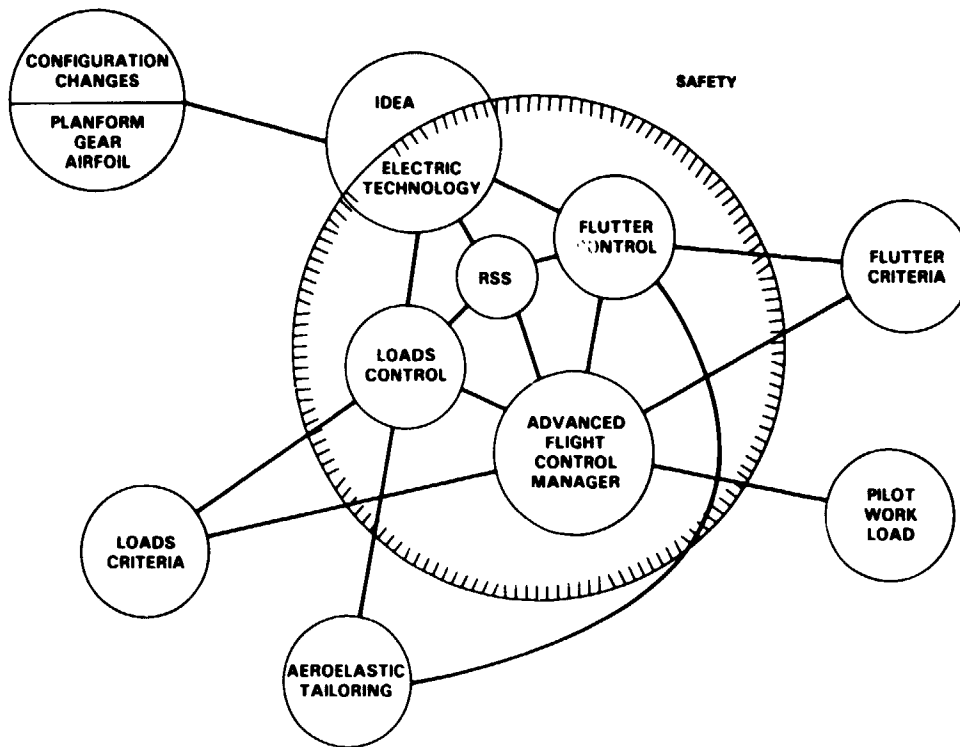 CONFIGURATION
CHANGES
PLANFORM
GEAR
AIRFOIL
IDEA
ELECTRIC
TECHNOLOGY
SAFETY
FLUTTER
CONTROL
RSS
FLUTTER
CRITERIA
LOADS
CONTROL
ADVANCED
FLIGHT
CONTROL
MANAGER
PILOT
WORK
LOAD
LOADS
CRITERIA
AEROELASTIC
TAILORING